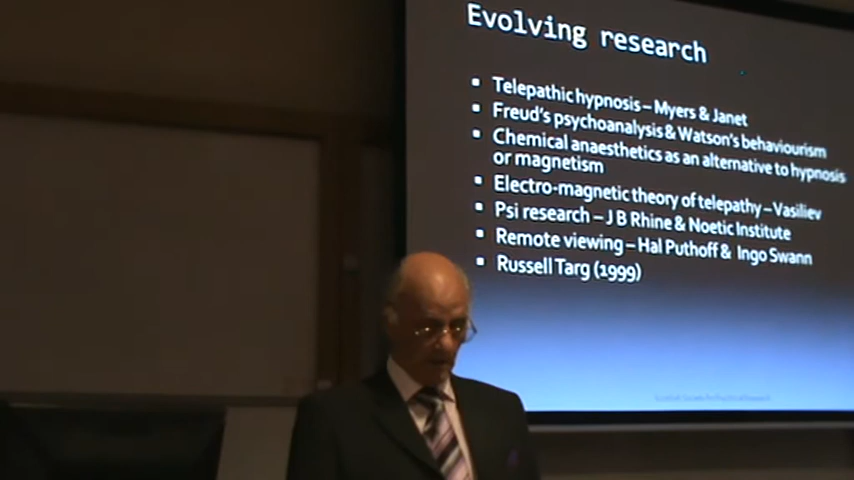 Evolving research
Telepathic hypnosis – Myers & Janet
Freud's psychoanalysis & Watson's behaviourism
Chemical anaesthetics as an alternative to hypnosis
or magnetism
Electro-magnetic theory of telepathy – Vasiliev
Psi research – J B Rhine & Noetic Institute
Remote viewing – Hal Puthoff & Ingo Swann
Russell Targ (1999)